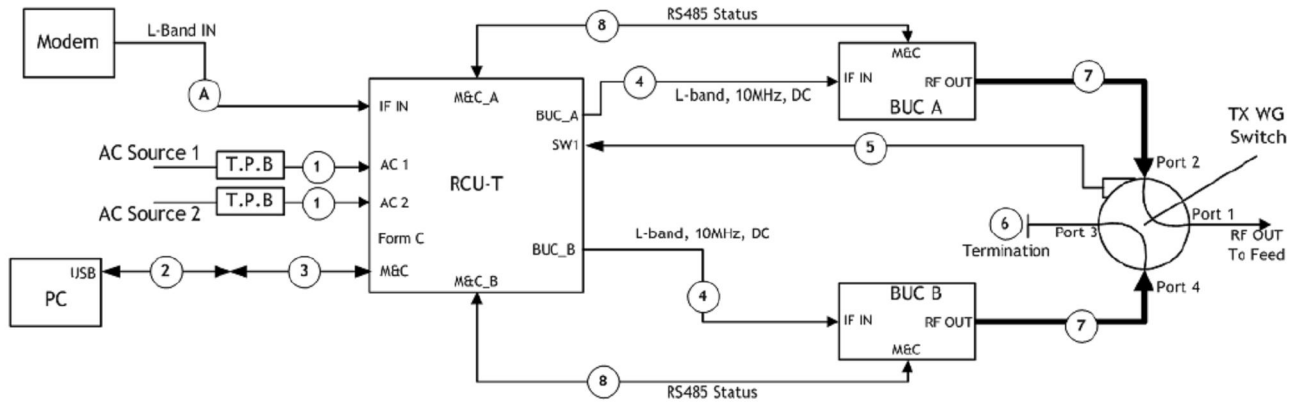 RS485 Status
8
Modem
L-Band IN
A
M&C
IF IN
RF OUT
BUC A
7
4
L-band, 10MHz, DC
IF IN
M&C_A
BUC_A
SW1
5
TX WG
Switch
Port 2
AC Source 1
T.P.B
1
AC 1
RCU-T
AC Source 2
T.P.B
1
AC 2
6
Termination
Port 3
Port 1
RF OUT
To Feed
Form C
L-band, 10MHz, DC
BUC_B
USB
PC
2
3
M&C
M&C_B
4
BUC B
IF IN
RF OUT
M&C
7
Port 4
8
RS485 Status